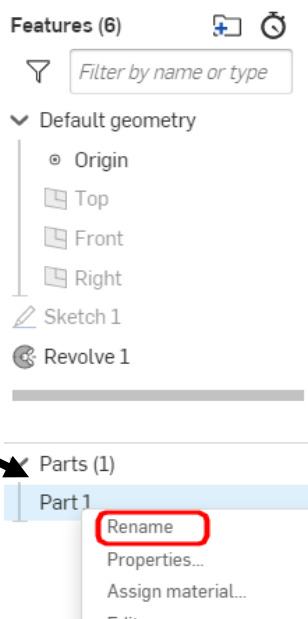 Features (6)
Filter by name or type
Default geometry
Origin
Top
Front
Right
Sketch 1
Revolve 1
Parts (1)
Part 1
Rename
Properties...
Assign material...